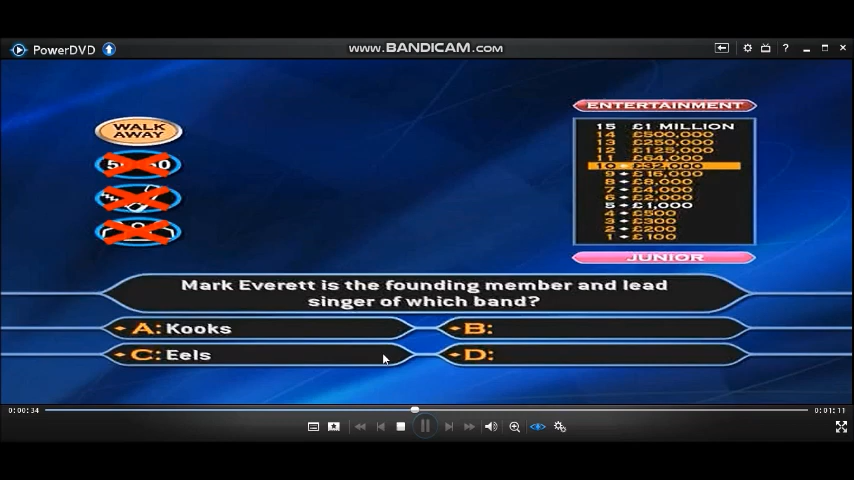 PowerDVD
www.BANDICAM.com
?
WALK
AWAY
ENTERTAINMENT
15 £1 MILLION
14 £500,000
13 £250,000
12 £125,000
11 £64,000
10 £32,000
9 £16,000
8 £8,000
7 £4,000
6 £2,000
5 £1,000
4 £500
3 £300
2 £200
1 £100
JUNIOR
Mark Everett is the founding member and lead
singer of which band?
A: Kooks
B:
C: Eels
D:
0:00:34
0:01:11